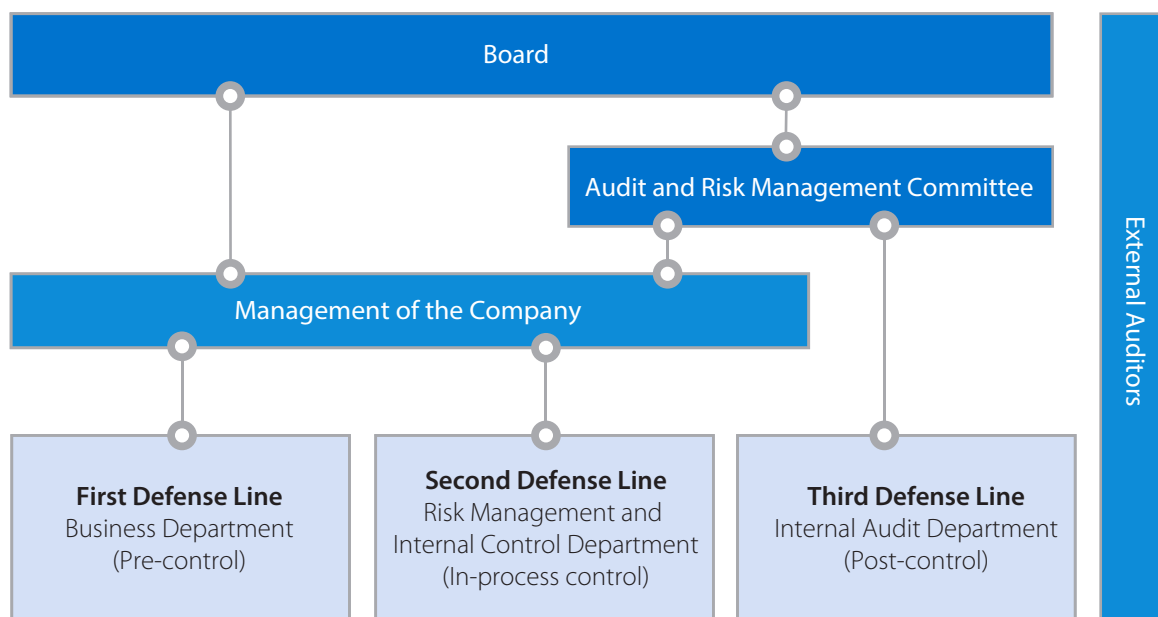 Board
Audit and Risk Management Committee
Management of the Company
First Defense Line
Business Department
(Pre-control)
Second Defense Line
Risk Management and
Internal Control Department
(In-process control)
Third Defense Line
Internal Audit Department
(Post-control)
External Auditors